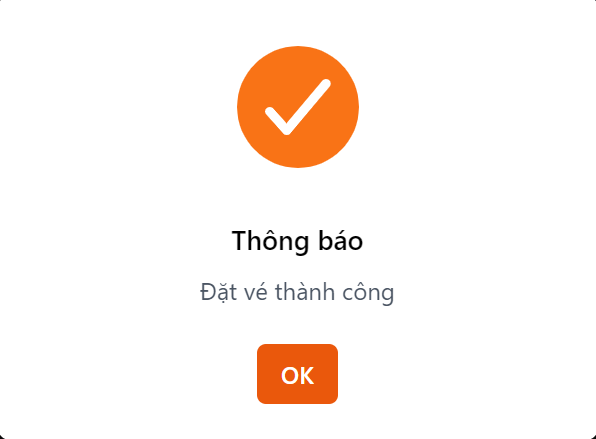 Thông báo
Đặt vé thành công
OK